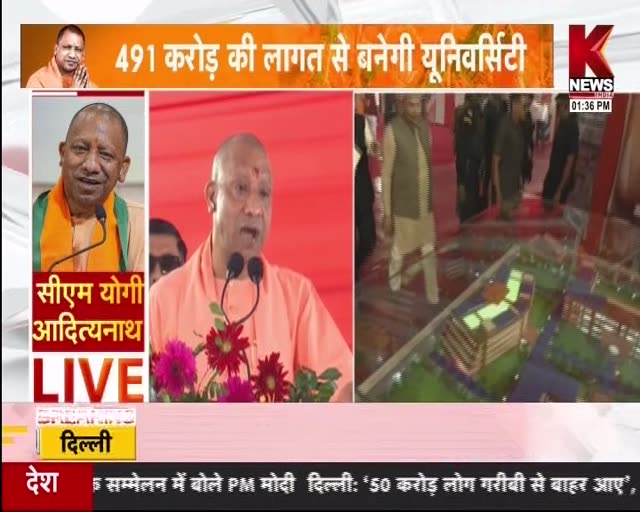 491 करोड़ की लागत से बनेगी यूनिवर्सिटी
K
NEWS
01:36 PM
सीएम योगी
आदित्यनाथ
LIVE
दिल्ली
देश
सम्मेलन में बोले PM मोदी दिल्ली: ‘50 करोड़ लोग गरीबी से बाहर आए’,